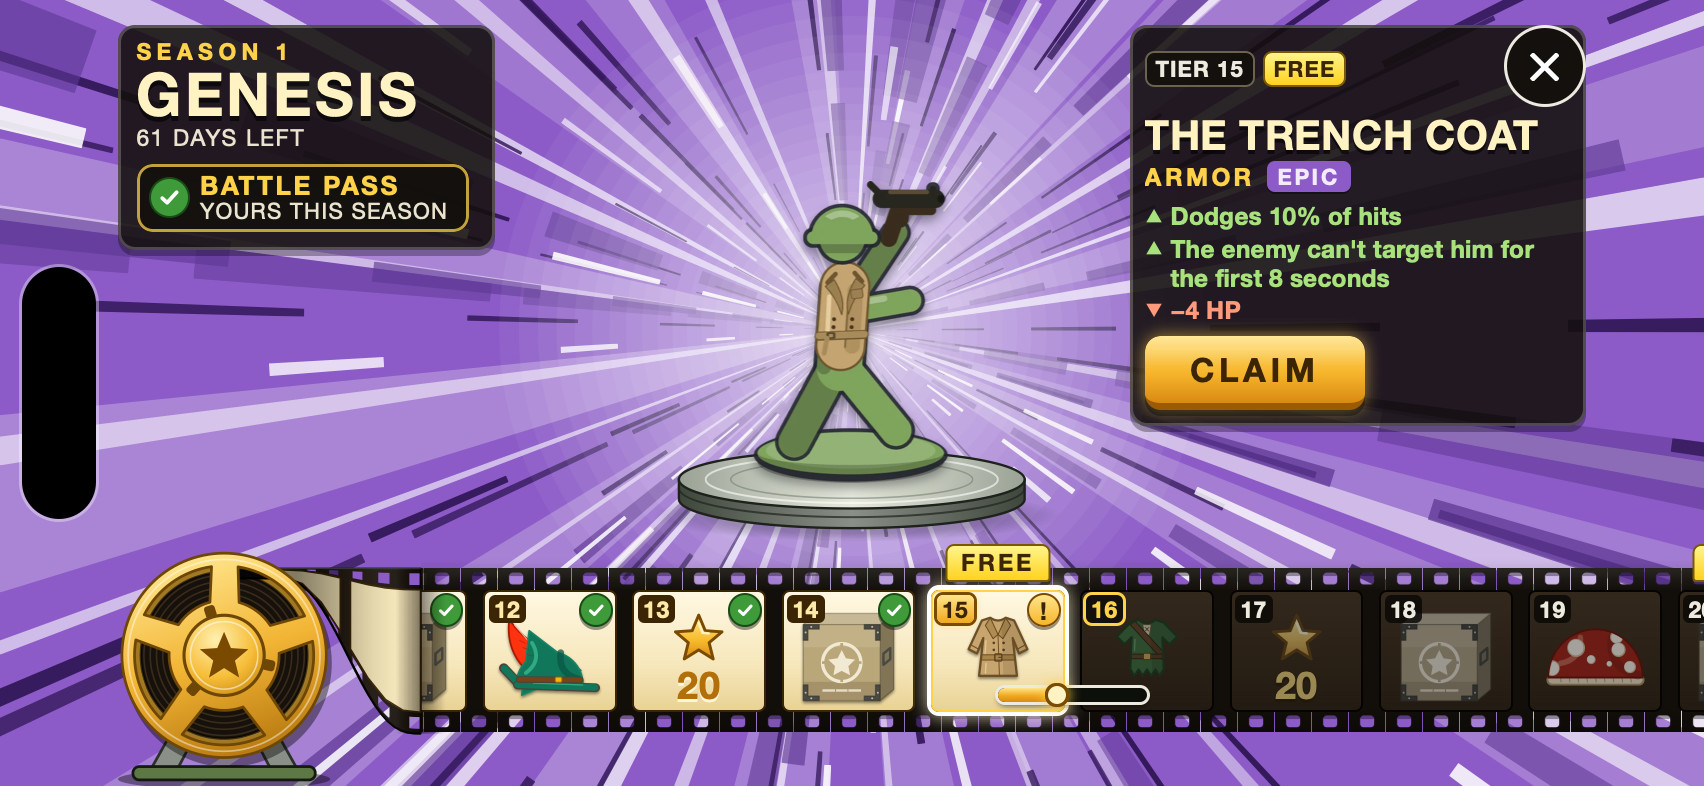 SEASON 1
GENESIS
61 DAYS LEFT
BATTLE PASS
YOURS THIS SEASON
TIER 15 FREE
THE TRENCH COAT
ARMOR EPIC
Dodges 10% of hits
The enemy can't target him for
the first 8 seconds
−4 HP
CLAIM
FREE
12
13
20
14
15
!
16
17
20
18
19